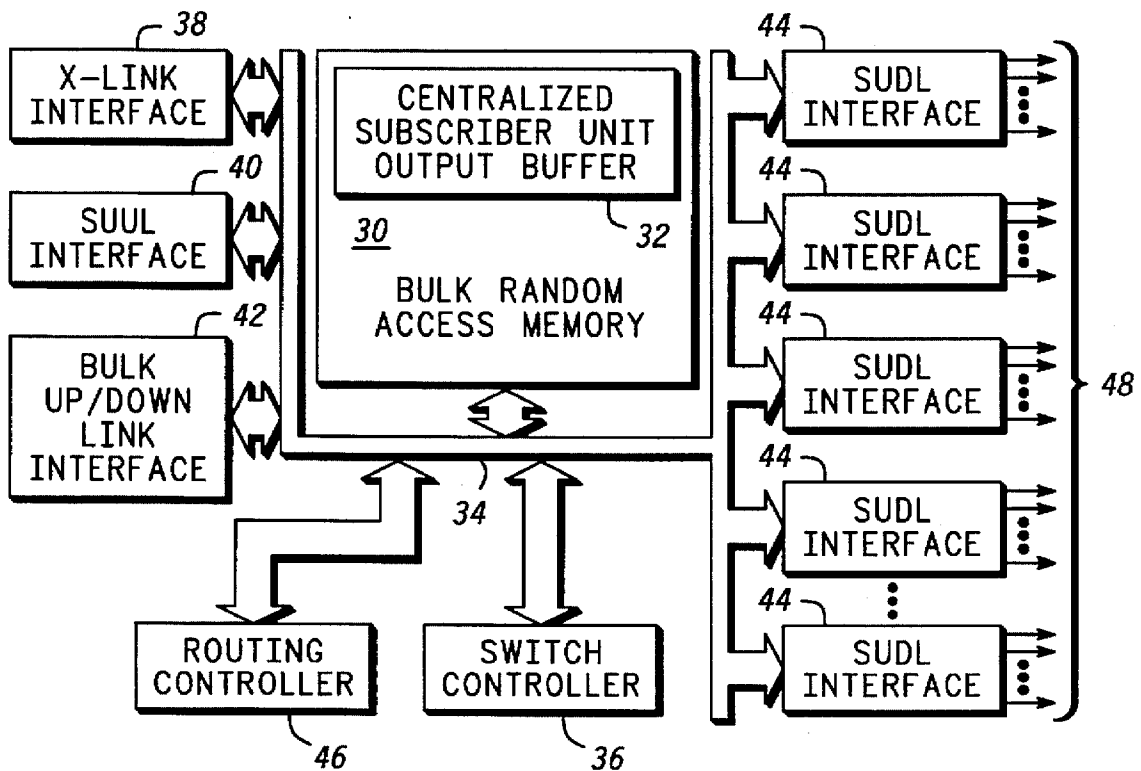 38
X-LINK
INTERFACE
40
SUUL
INTERFACE
42
BULK
UP/DOWN
LINK
INTERFACE
CENTRALIZED
SUBSCRIBER UNIT
OUTPUT BUFFER
30
32
BULK RANDOM
ACCESS MEMORY
34
ROUTING
CONTROLLER
46
SWITCH
CONTROLLER
36
44
SUDL
INTERFACE
44
SUDL
INTERFACE
44
SUDL
INTERFACE
44
SUDL
INTERFACE
44
SUDL
INTERFACE
48